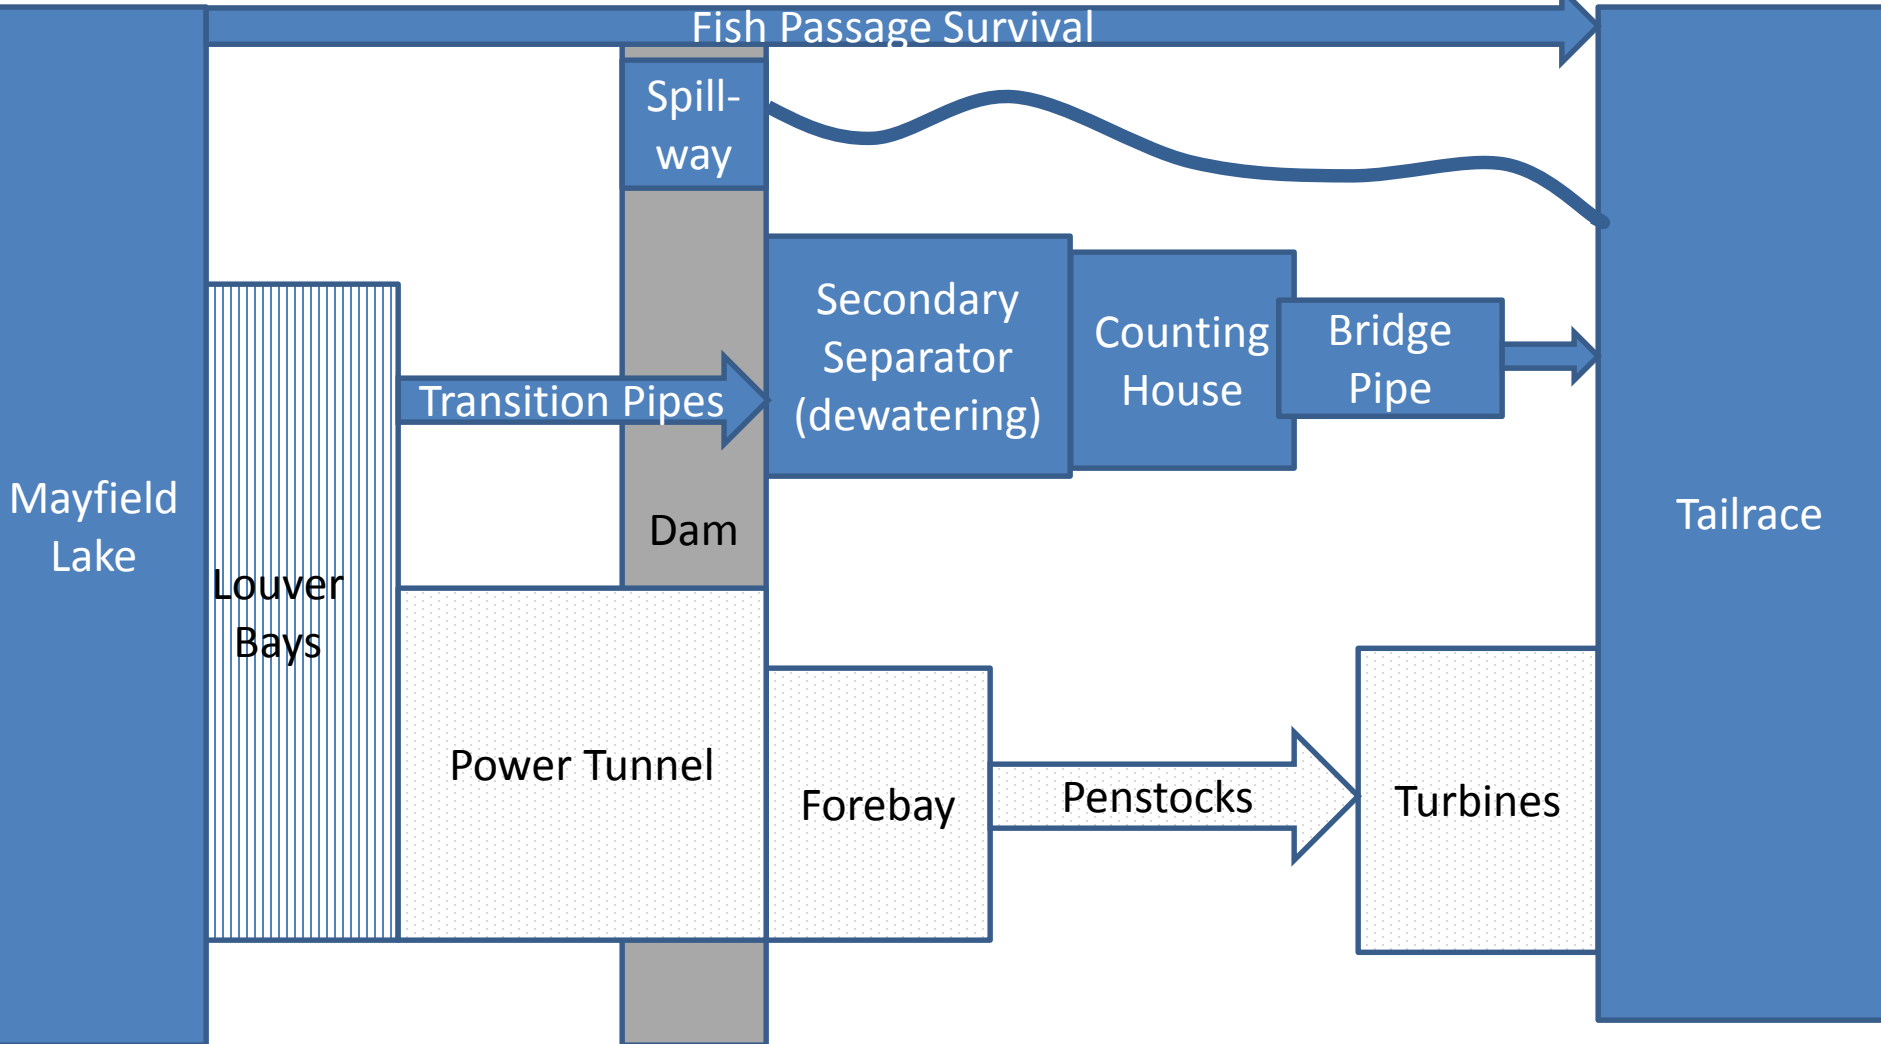 Fish Passage Survival
Spill-
way
Secondary
Separator
(dewatering)
Counting
House
Bridge
Pipe
Transition Pipes
Mayfield
Lake
Dam
Tailrace
Louver
Bays
Power Tunnel
Forebay
Penstocks
Turbines